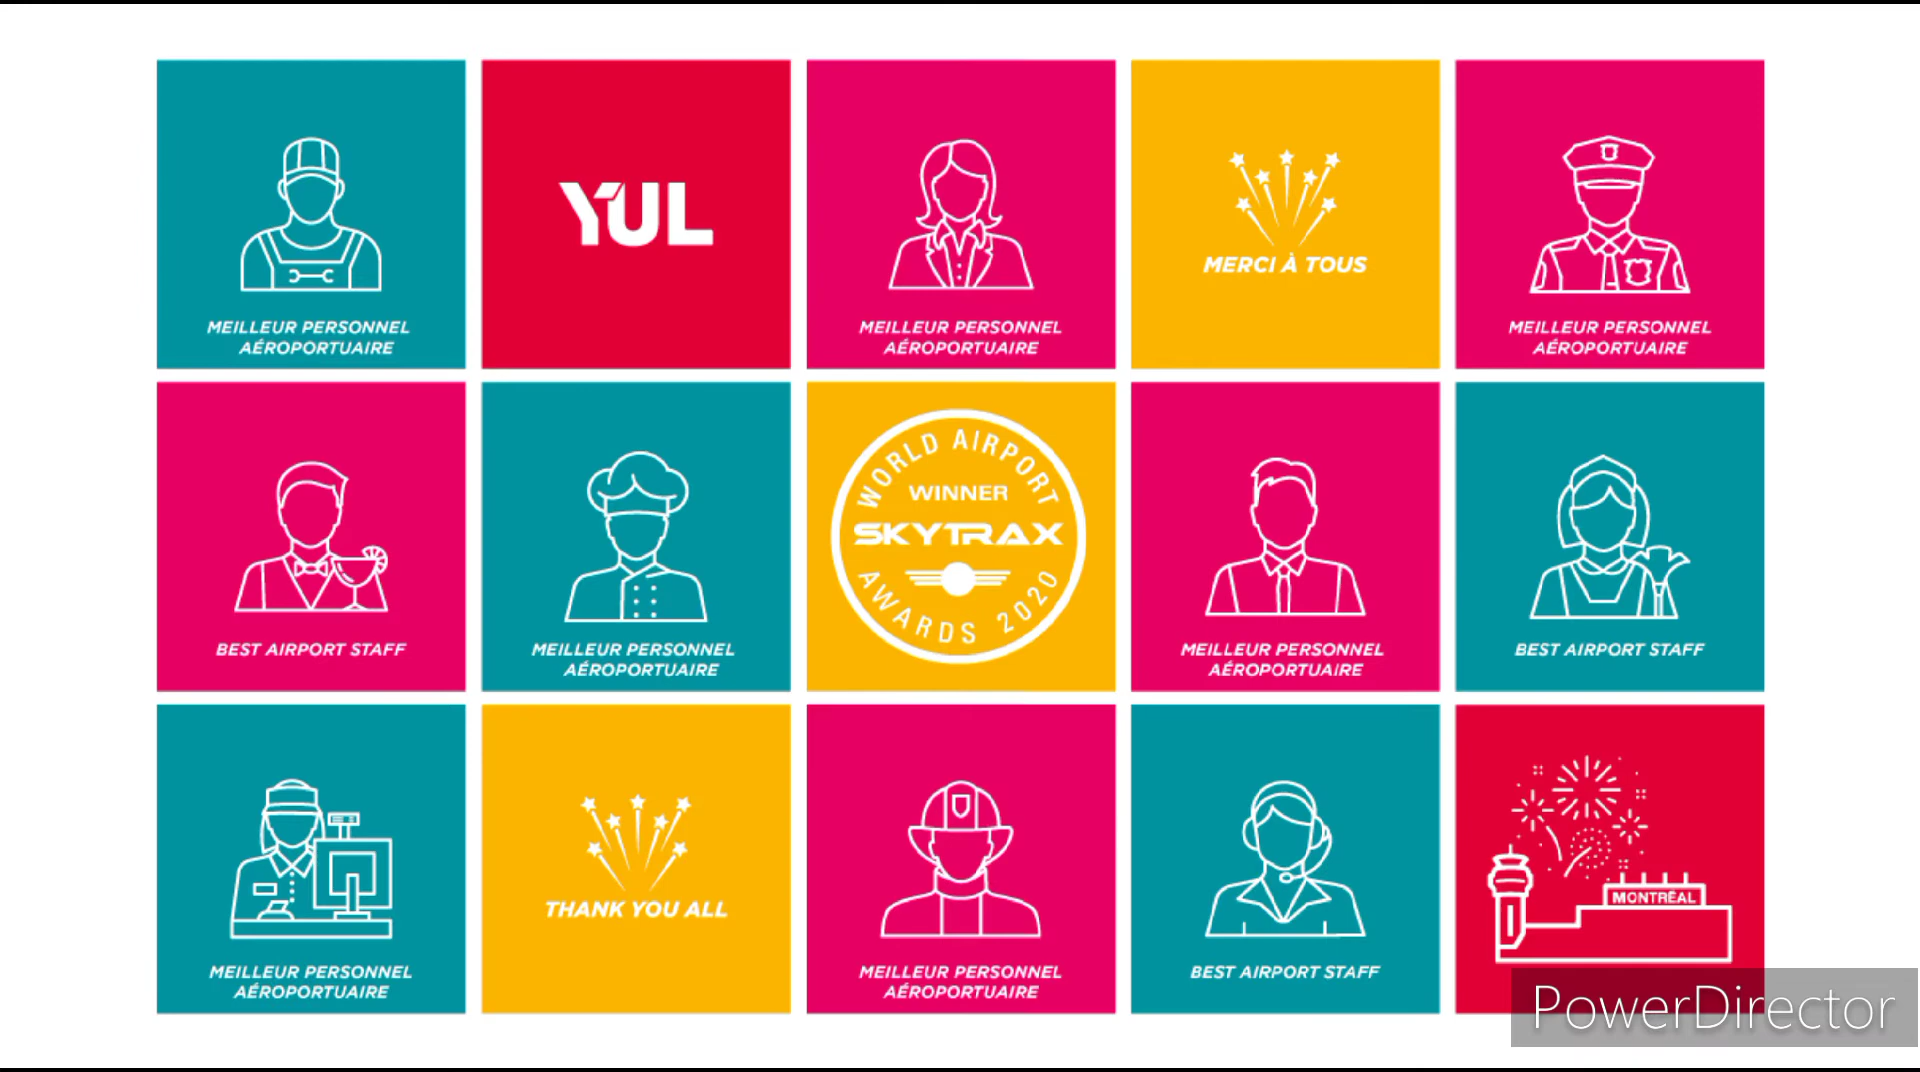 MEILLEUR PERSONNEL
AÉROPORTUAIRE
YUL
MEILLEUR PERSONNEL
AÉROPORTUAIRE
MERCI À TOUS
MEILLEUR PERSONNEL
AÉROPORTUAIRE
BEST AIRPORT STAFF
MEILLEUR PERSONNEL
AÉROPORTUAIRE
WORLD AIRPORT
WINNER
SKYTRAX
AWARDS 2020
MEILLEUR PERSONNEL
AÉROPORTUAIRE
BEST AIRPORT STAFF
MEILLEUR PERSONNEL
AÉROPORTUAIRE
THANK YOU ALL
MEILLEUR PERSONNEL
AÉROPORTUAIRE
BEST AIRPORT STAFF
MONTRÉAL
PowerDirector